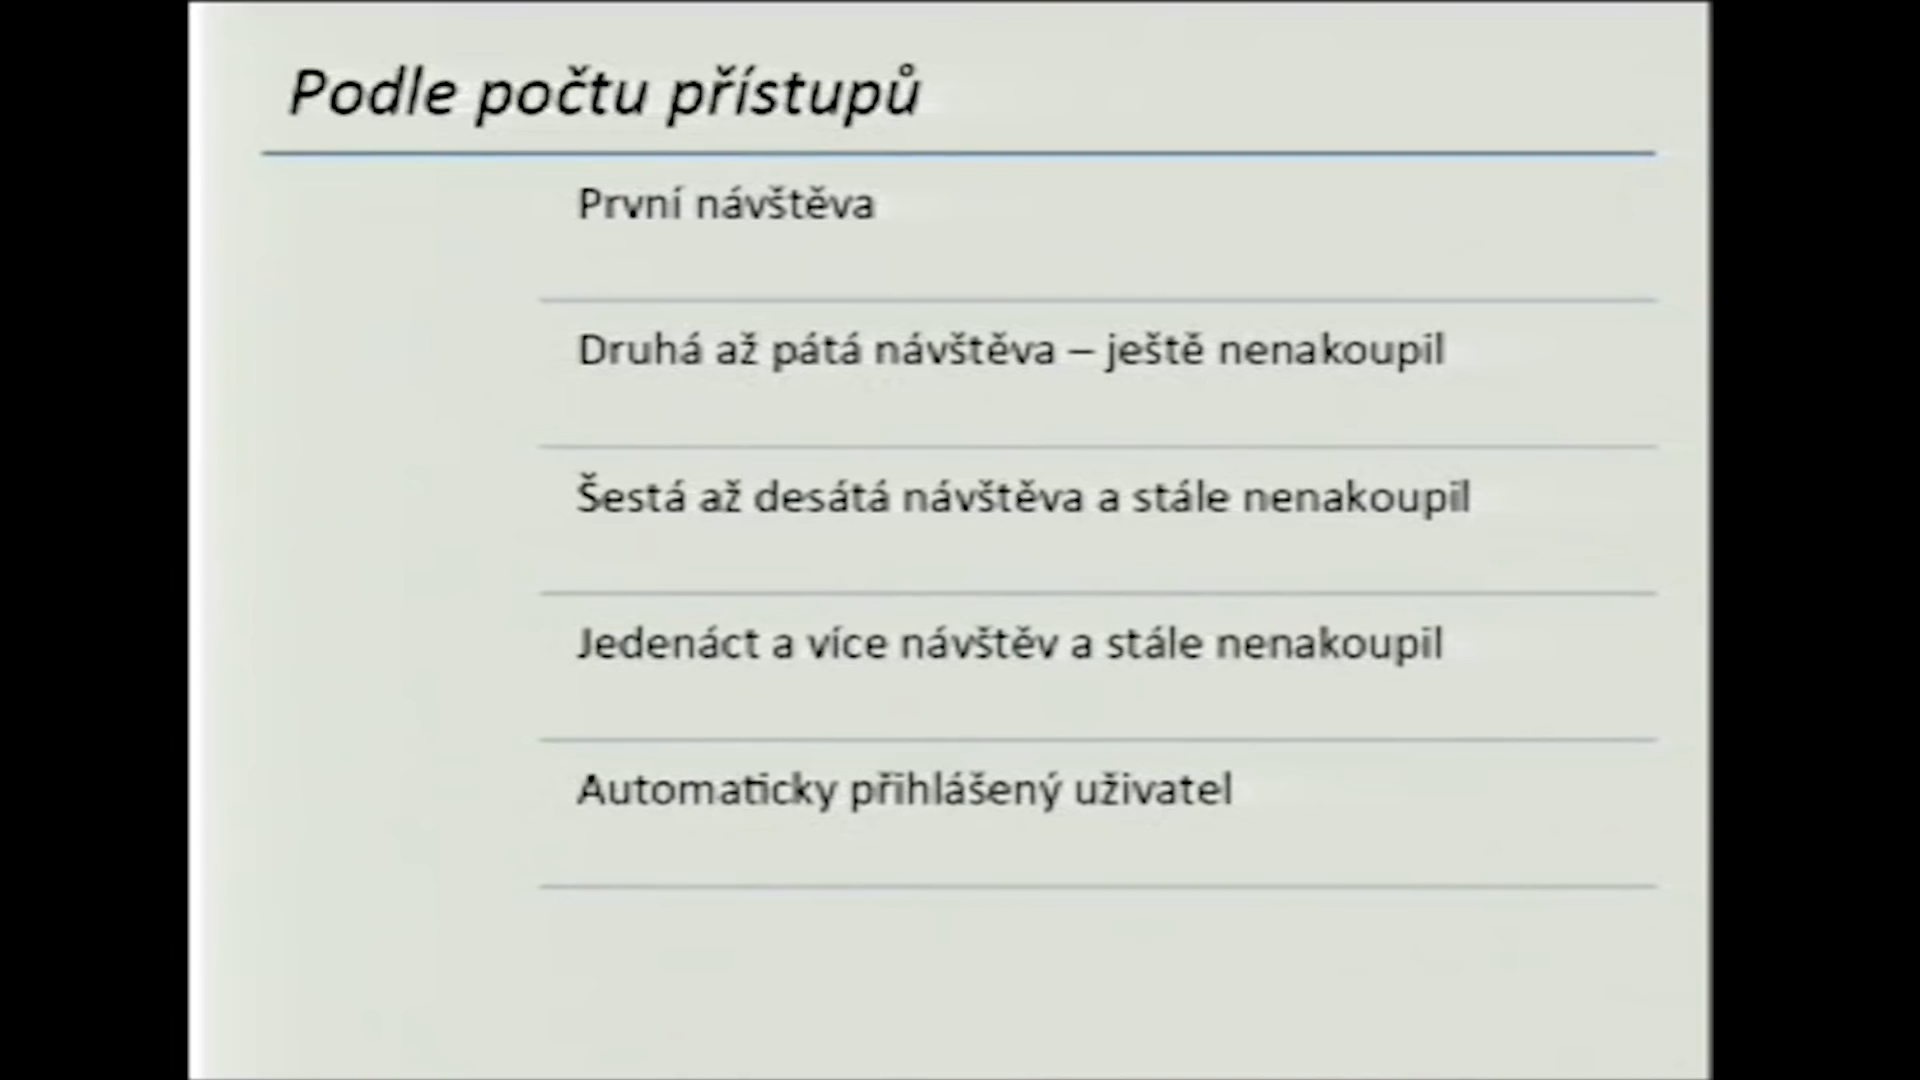 Podle počtu přístupů
První návštěva
Druhá až pátá návštěva – ještě nenakoupil
Šestá až desátá návštěva a stále nenakoupil
Jedenáct a více návštěv a stále nenakoupil
Automaticky přihlášený uživatel